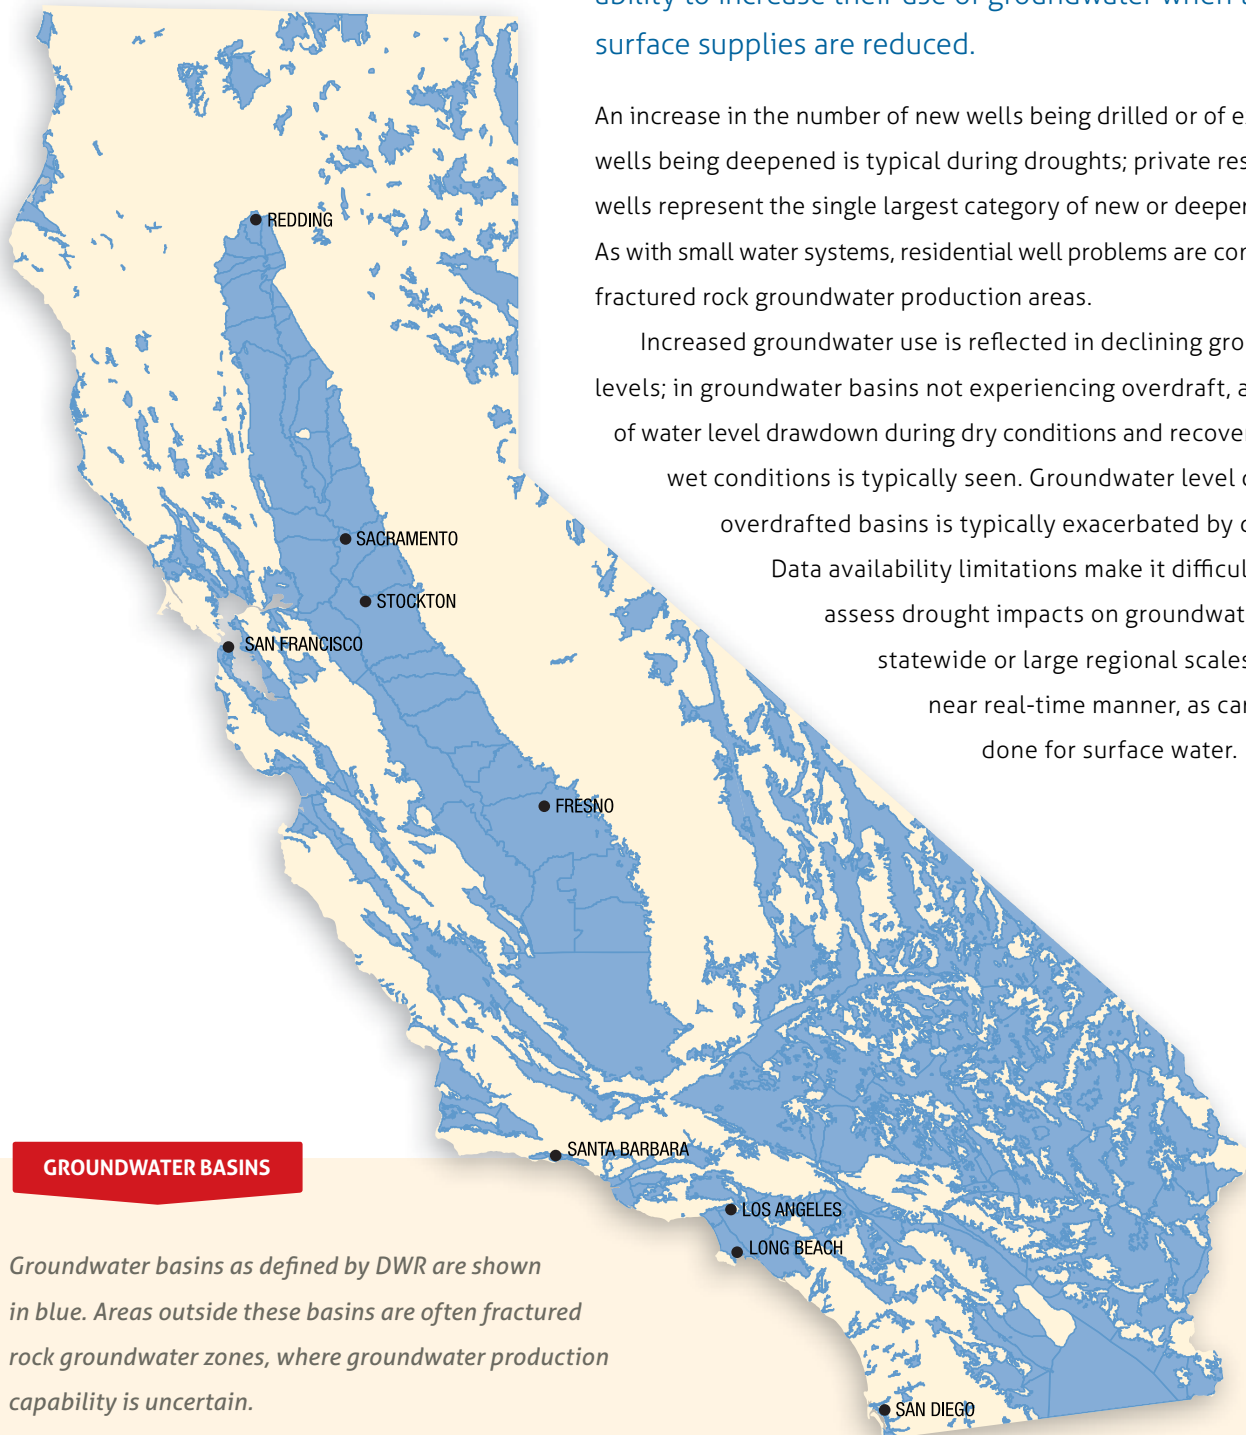 surface supplies are reduced.
An increase in the number of new wells being drilled or of
wells being deepened is typical during droughts; private
wells represent the single largest category of new or
As with small water systems, residential well problems are
fractured rock groundwater production areas.
Increased groundwater use is reflected in declining
levels; in groundwater basins not experiencing overdraft,
of water level drawdown during dry conditions and
wet conditions is typically seen. Groundwater level
overdrafted basins is typically exacerbated by
Data availability limitations make it
assess drought impacts on
statewide or large regional scales
near real-time manner, as
done for surface water.
REDDING
SACRAMENTO
STOCKTON
SAN FRANCISCO
FRESNO
SANTA BARBARA
LOS ANGELES
LONG BEACH
SAN DIEGO
GROUNDWATER BASINS
Groundwater basins as defined by DWR are shown
in blue. Areas outside these basins are often fractured
rock groundwater zones, where groundwater production
capability is uncertain.